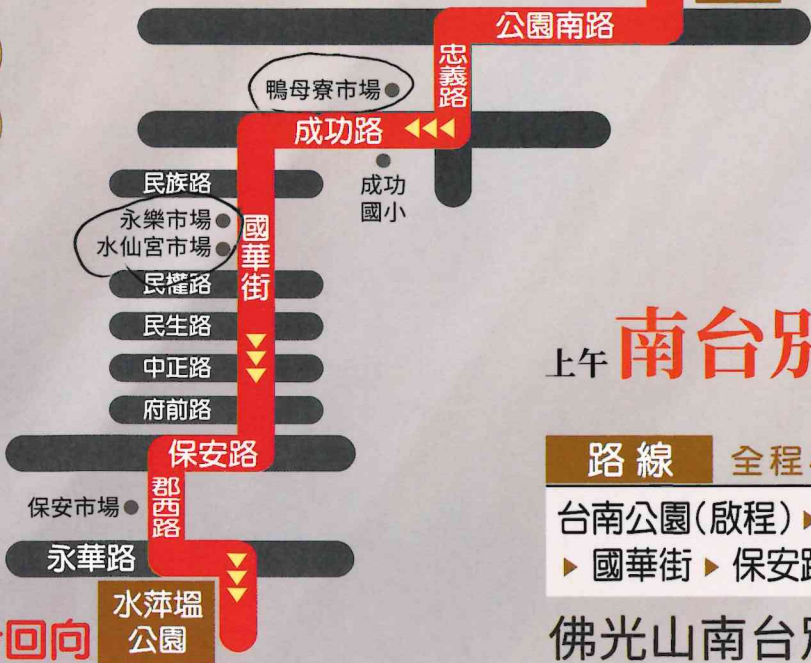 公園南路
忠義路
鴨母寮市場
成功路
成功
國小
民族路
永樂市場
水仙宮市場
國華街
民權路
民生路
中正路
府前路
保安路
郡西路
保安市場
永華路
水萍塭
公園
回向
上午 南台別
路線 全程
台南公園(啟程)▶
▶ 國華街 ▶ 保安路
佛光山南台別